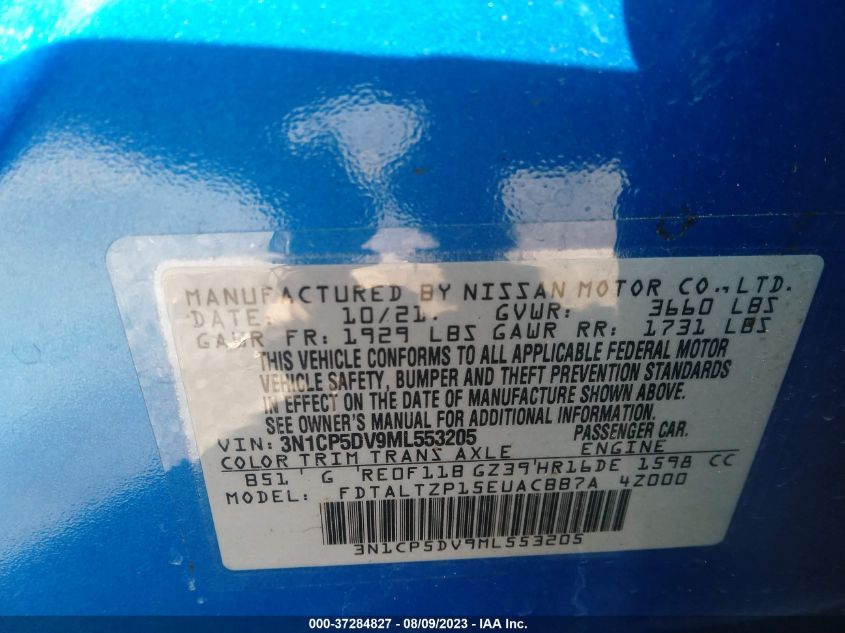 MANUFACTURED BY NISSAN MOTOR CO., LTD.
DATE: 10/21. GVWR: 3660 LBS
GAWR FR: 1929 LBS GAWR RR: 1731 LBS
THIS VEHICLE CONFORMS TO ALL APPLICABLE FEDERAL MOTOR
VEHICLE SAFETY, BUMPER AND THEFT PREVENTION STANDARDS
IN EFFECT ON THE DATE OF MANUFACTURE SHOWN ABOVE.
SEE OWNER'S MANUAL FOR ADDITIONAL INFORMATION.
VIN: 3N1CP5DV9ML553205 PASSENGER CAR.
COLOR TRIM TRANS AXLE ENGINE
B51 G RE0F11B GZ39 HR16DE 1598 CC
MODEL: FDTALTZP15EUACBB7A 4Z000
3N1CP5DV9ML553205
000-37284827 - 08/09/2023 - IAA Inc.